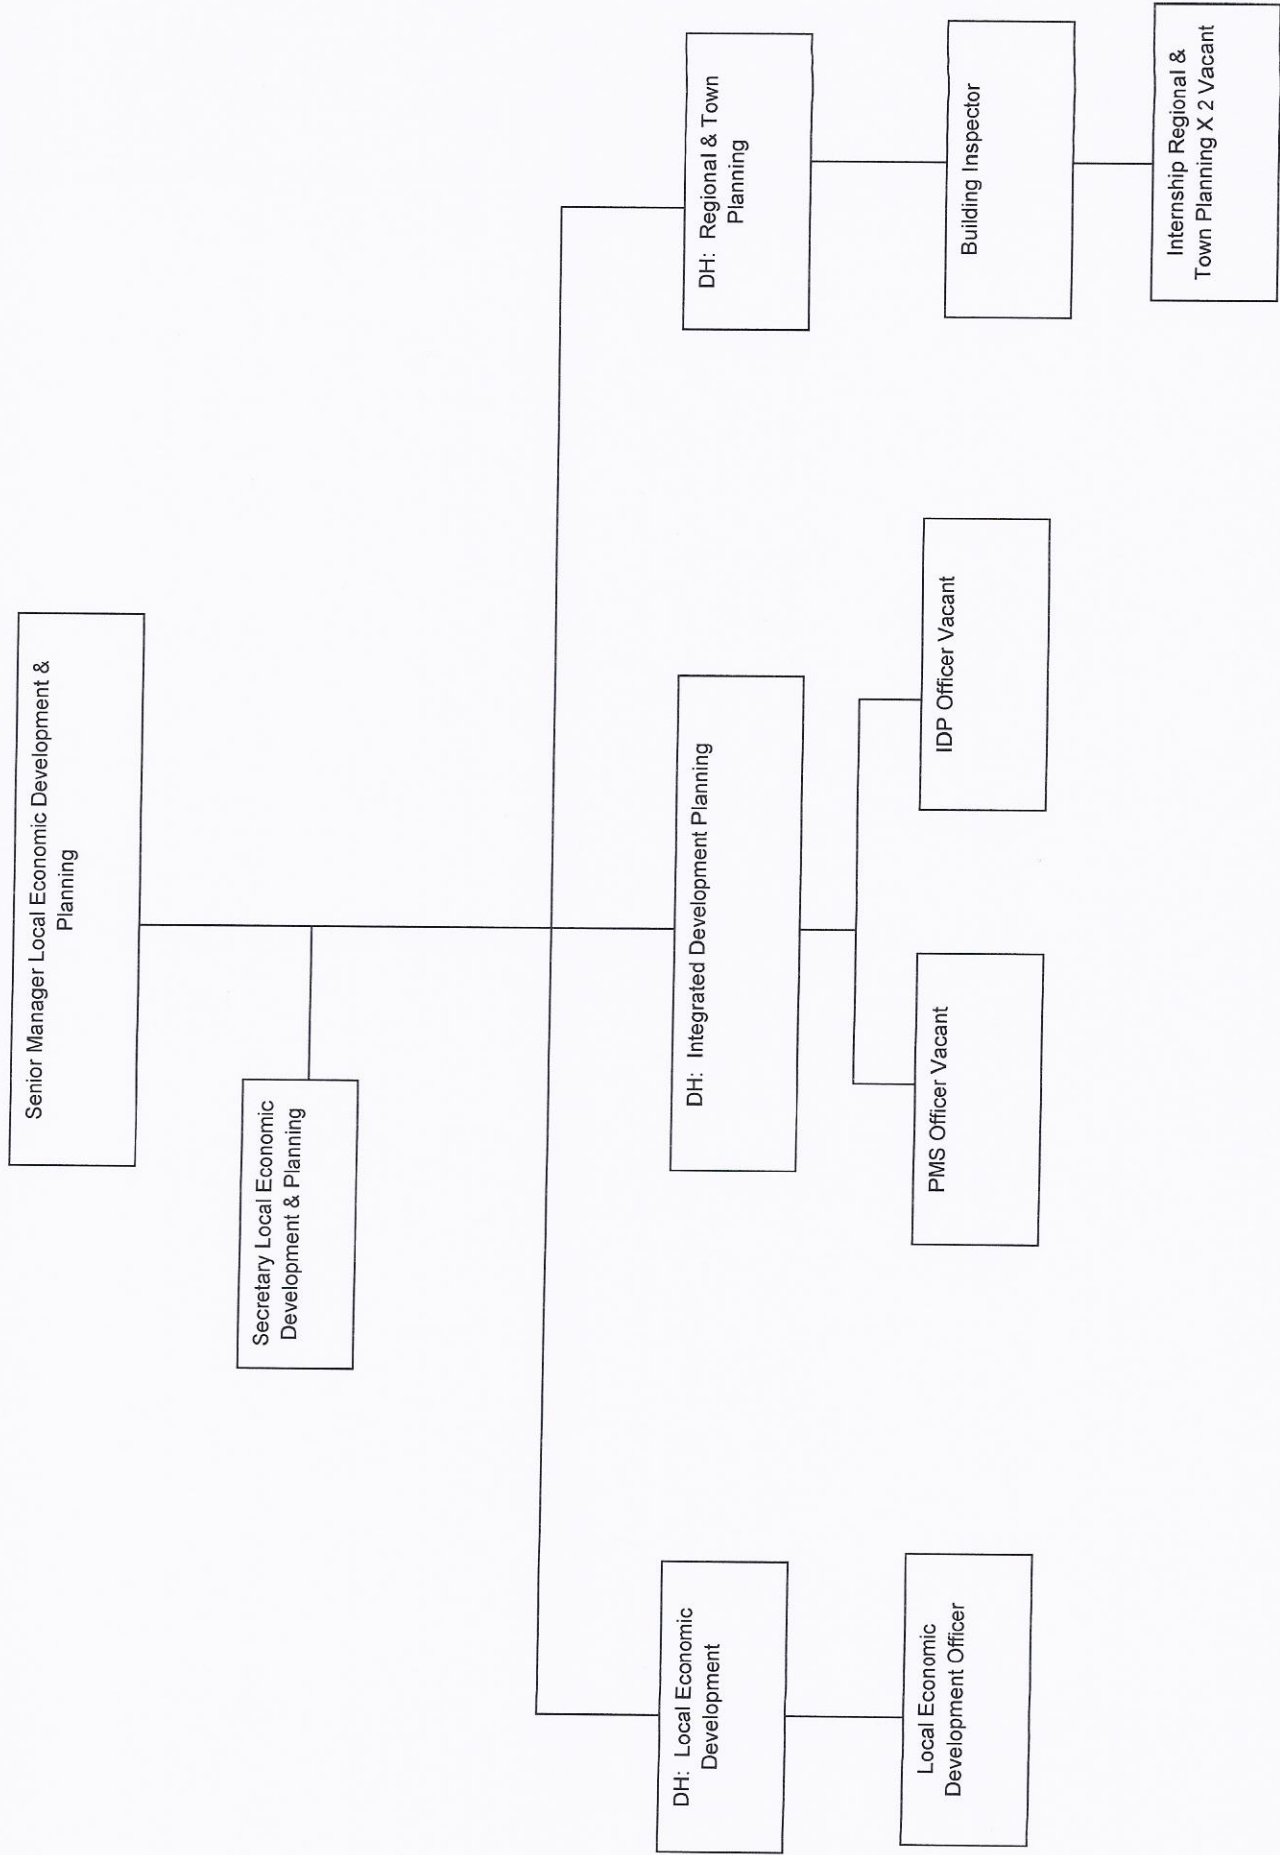 Senior Manager Local Economic Development &
Planning
Secretary Local Economic
Development & Planning
DH:  Local Economic
Development
DH:  Integrated Development Planning
DH:  Regional & Town
Planning
Local Economic
Development Officer
PMS Officer Vacant
IDP Officer Vacant
Building Inspector
Internship Regional &
Town Planning X 2 Vacant